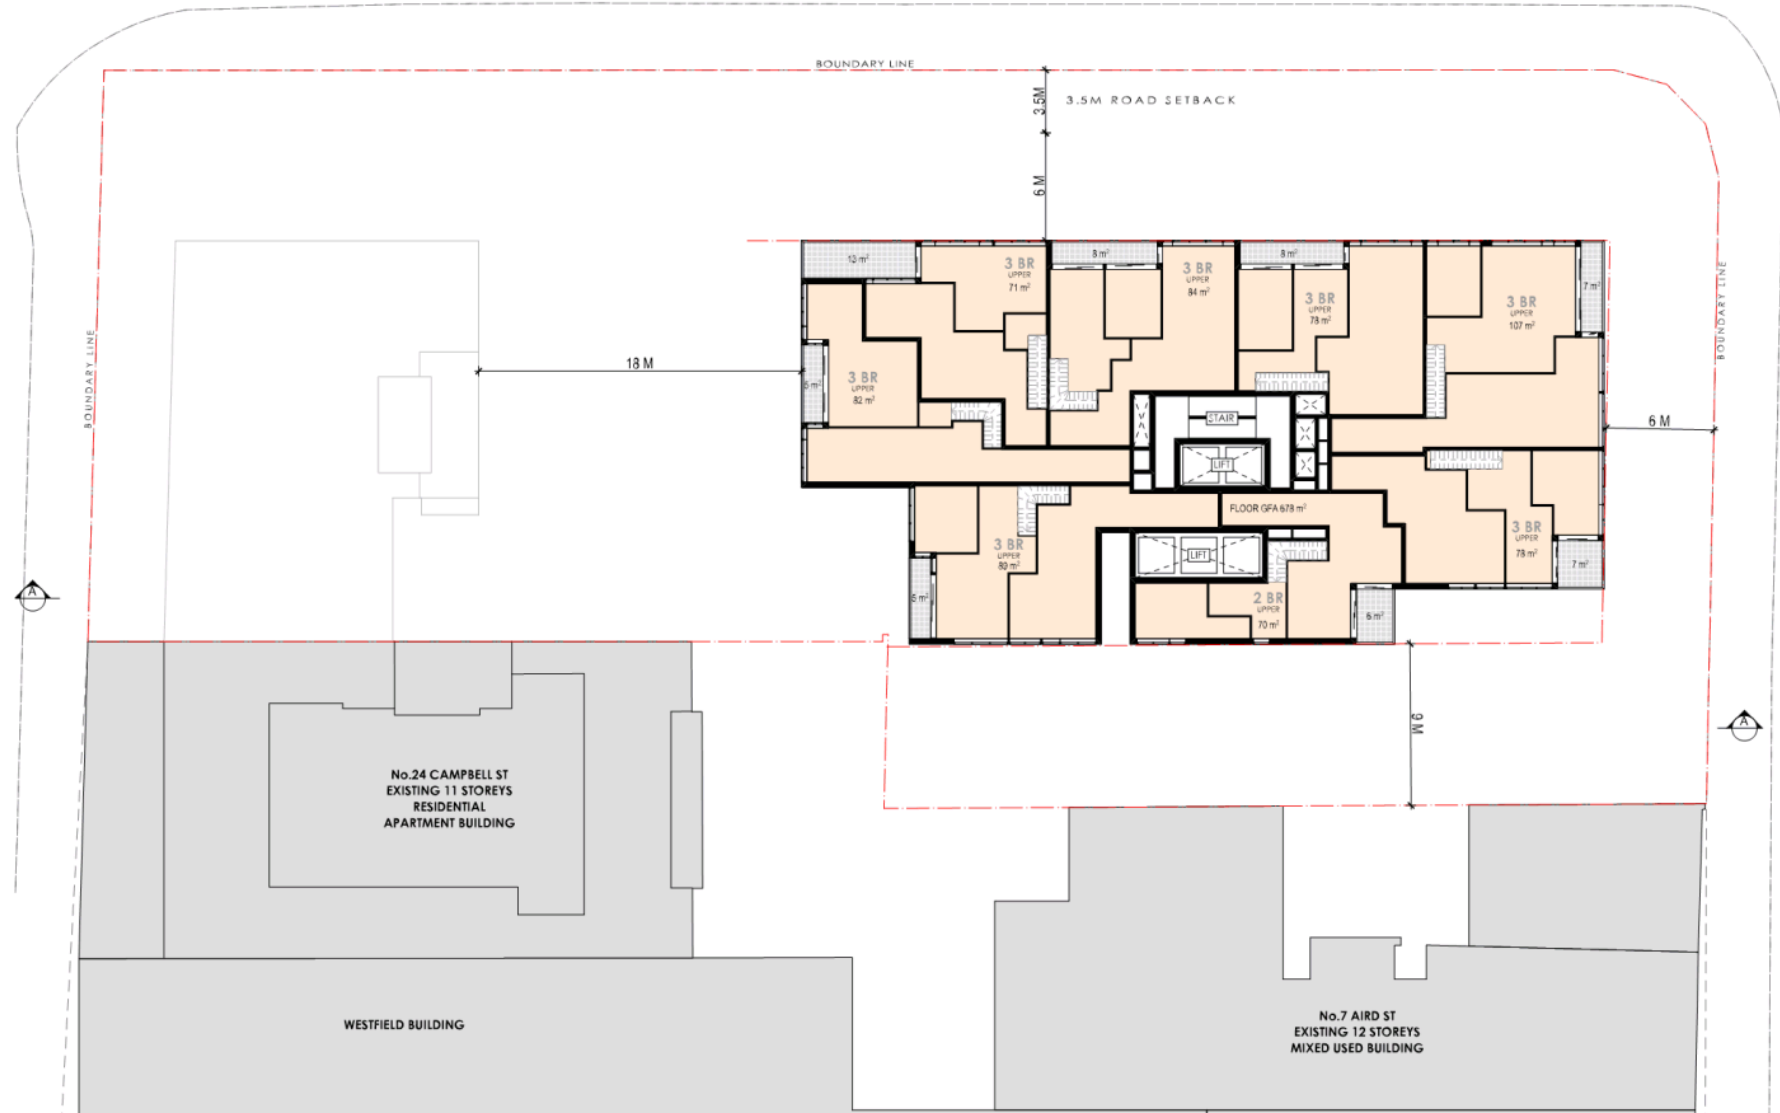 BOUNDARY LINE
3.5M
3.5M ROAD SETBACK
6 M
13 m²
3 BR
UPPER
71 m²
8 m²
3 BR
UPPER
84 m²
8 m²
3 BR
UPPER
78 m²
3 BR
UPPER
107 m²
7 m²
BOUNDARY LINE
BOUNDARY LINE
18 M
5 m²
3 BR
UPPER
82 m²
STAIR
LIFT
6 M
FLOOR GFA 678 m²
3 BR
UPPER
89 m²
5 m²
LIFT
2 BR
UPPER
70 m²
6 m²
3 BR
UPPER
78 m²
7 m²
A
A
9 M
No.24 CAMPBELL ST
EXISTING 11 STOREYS
RESIDENTIAL
APARTMENT BUILDING
WESTFIELD BUILDING
No.7 AIRD ST
EXISTING 12 STOREYS
MIXED USED BUILDING